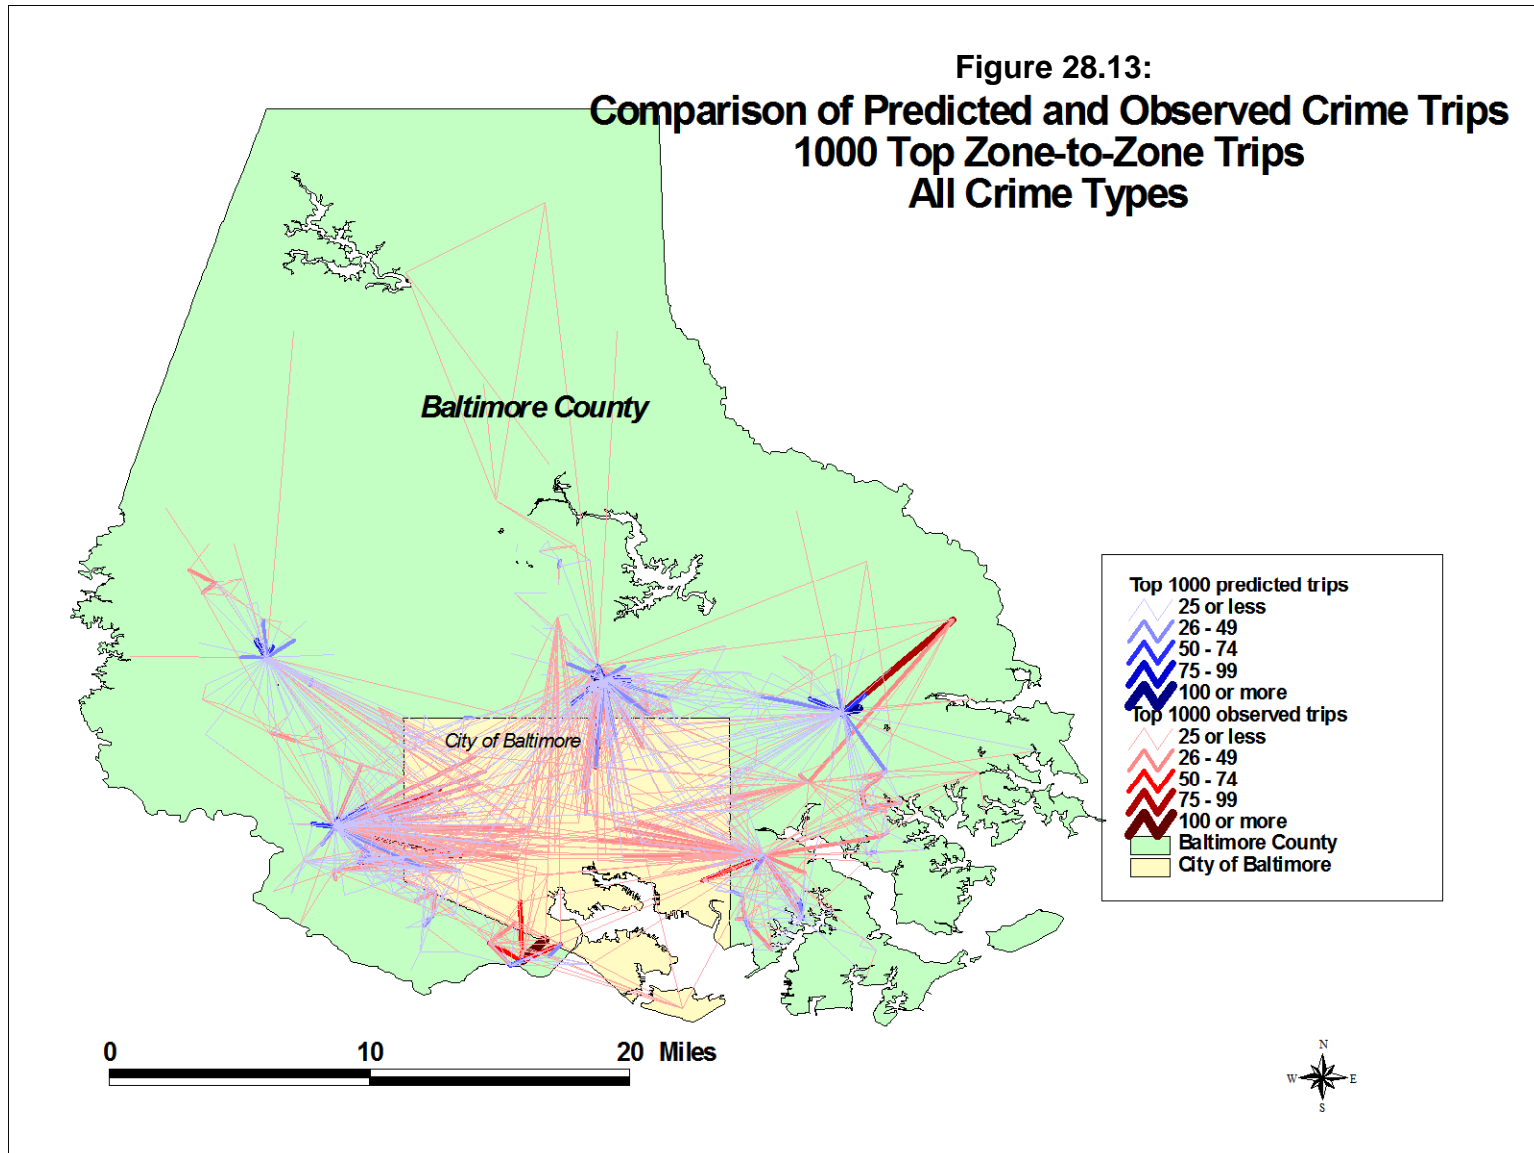 Figure 28.13:
Comparison of Predicted and Observed Crime Trips
1000 Top Zone-to-Zone Trips
All Crime Types
Baltimore County
City of Baltimore
Top 1000 predicted trips
25 or less
26 - 49
50 - 74
75 - 99
100 or more
Top 1000 observed trips
25 or less
26 - 49
50 - 74
75 - 99
100 or more
Baltimore County
City of Baltimore
0 10 20 Miles
N
W E
S